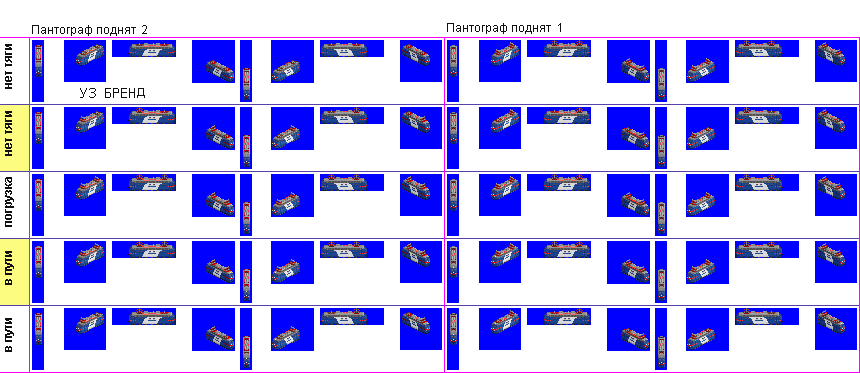 Пантограф поднят 2
Пантограф поднят 1
нет тяги
УЗ БРЕНД
нет тяги
погрузка
в пути
в пути